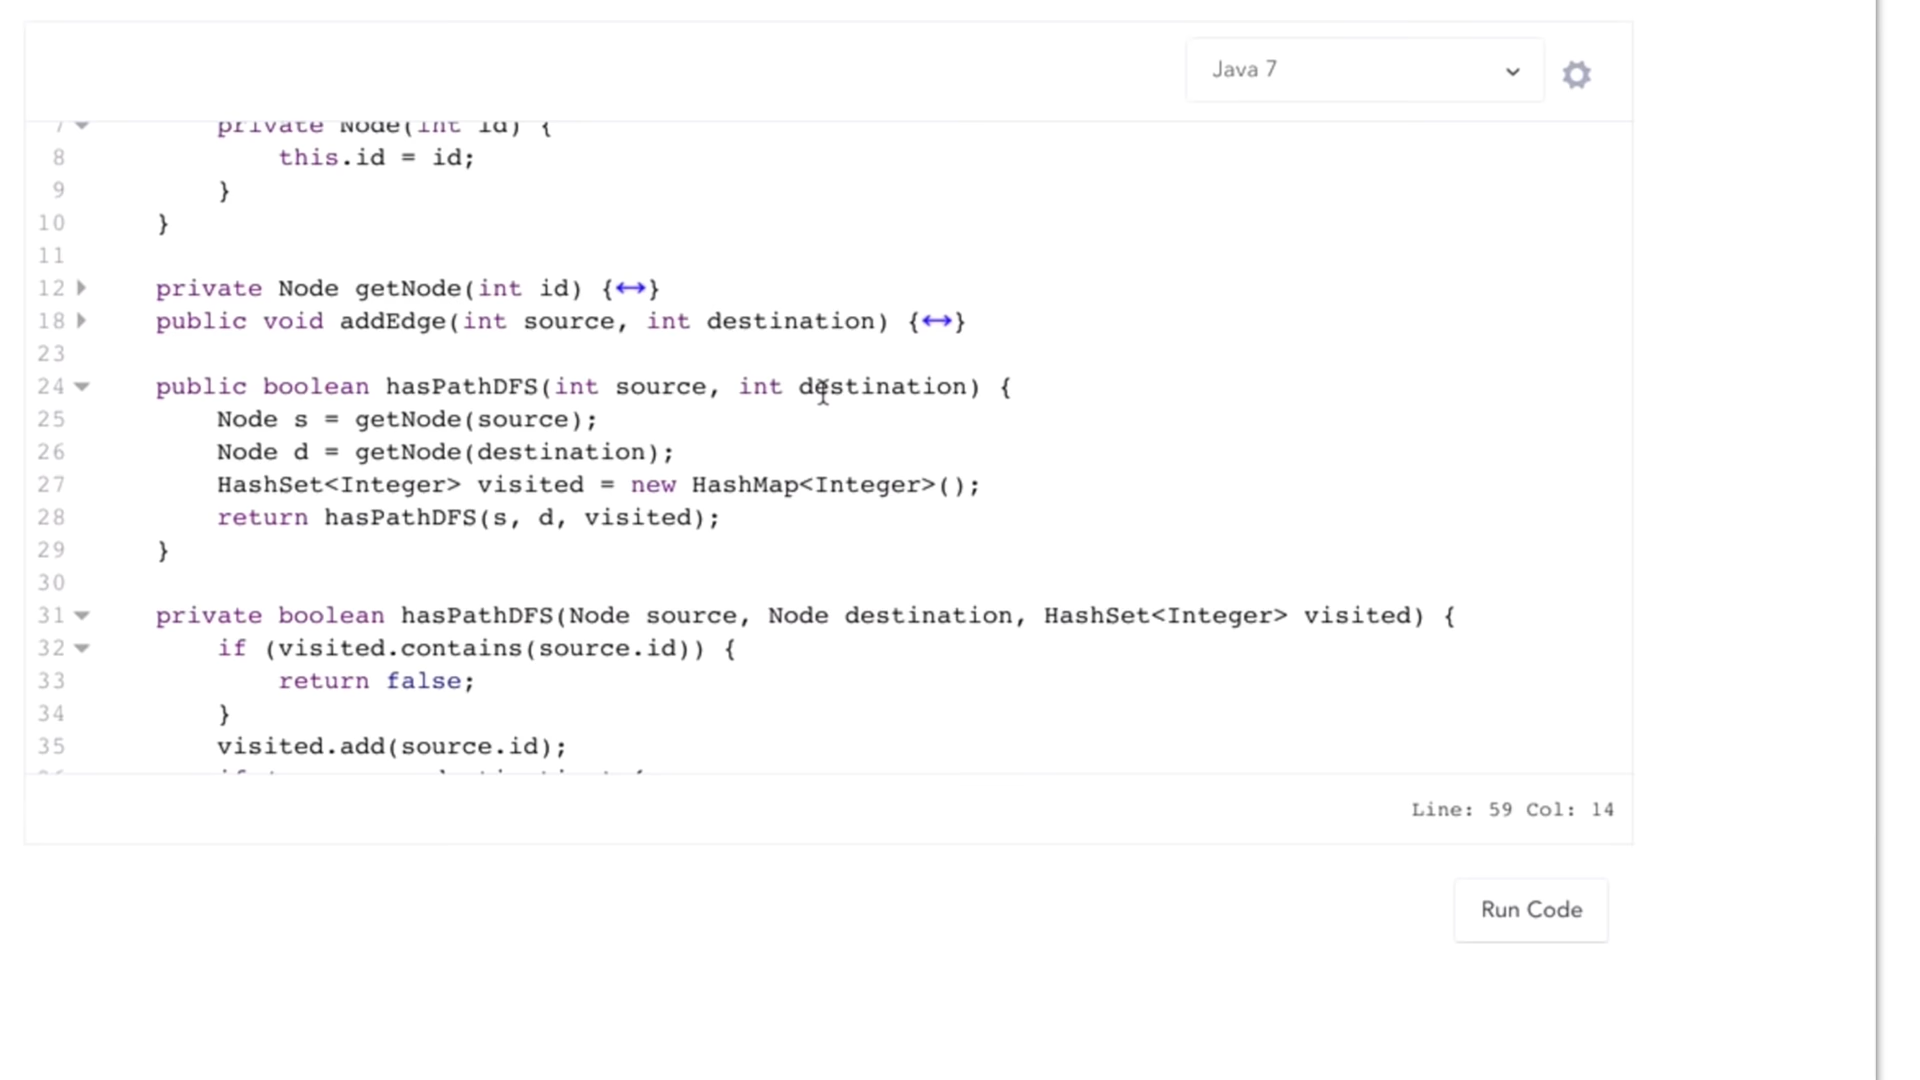 Java 7
7 private Node(int id) {
8 this.id = id;
9 }
10 }
11
12 private Node getNode(int id) {↔}
18 public void addEdge(int source, int destination) {↔}
23
24 public boolean hasPathDFS(int source, int destination) {
25 Node s = getNode(source);
26 Node d = getNode(destination);
27 HashSet<Integer> visited = new HashMap<Integer>();
28 return hasPathDFS(s, d, visited);
29 }
30
31 private boolean hasPathDFS(Node source, Node destination, HashSet<Integer> visited) {
32 if (visited.contains(source.id)) {
33 return false;
34 }
35 visited.add(source.id);
Line: 59 Col: 14
Run Code